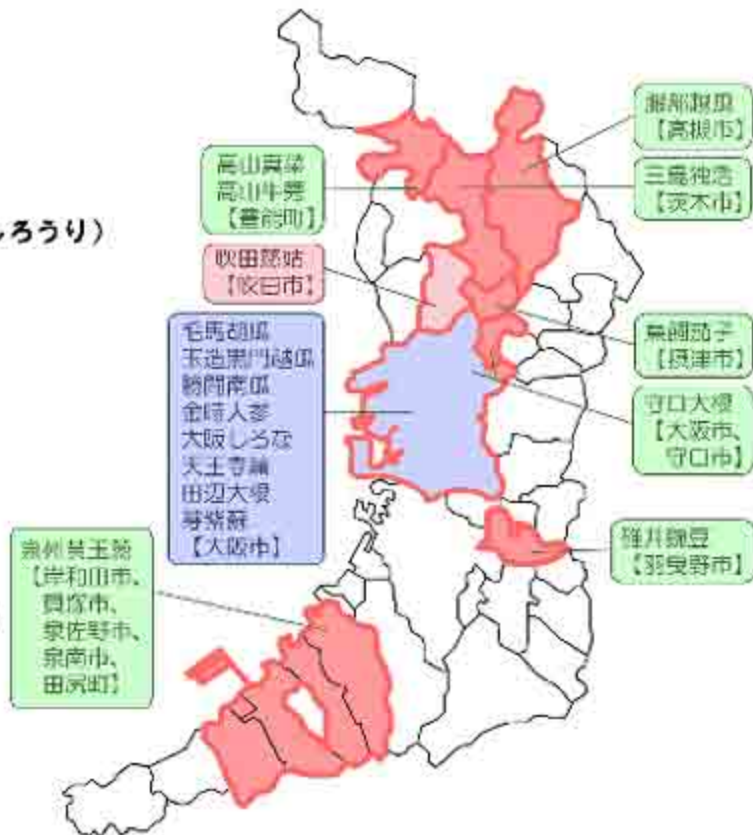 しろうり）
服部越瓜
【高槻市】
三島独活
【茨木市】
高山真菜
高山牛蒡
【豊能町】
吹田慈姑
【吹田市】
毛馬胡瓜
玉造黒門越瓜
勝間南瓜
金時人参
大阪しろな
天王寺蕪
田辺大根
芽紫蘇
【大阪市】
鳥飼茄子
【摂津市】
守口大根
【大阪市、
守口市】
碓井豌豆
【羽曳野市】
泉州黄玉葱
【岸和田市、
貝塚市、
泉佐野市、
泉南市、
田尻町】